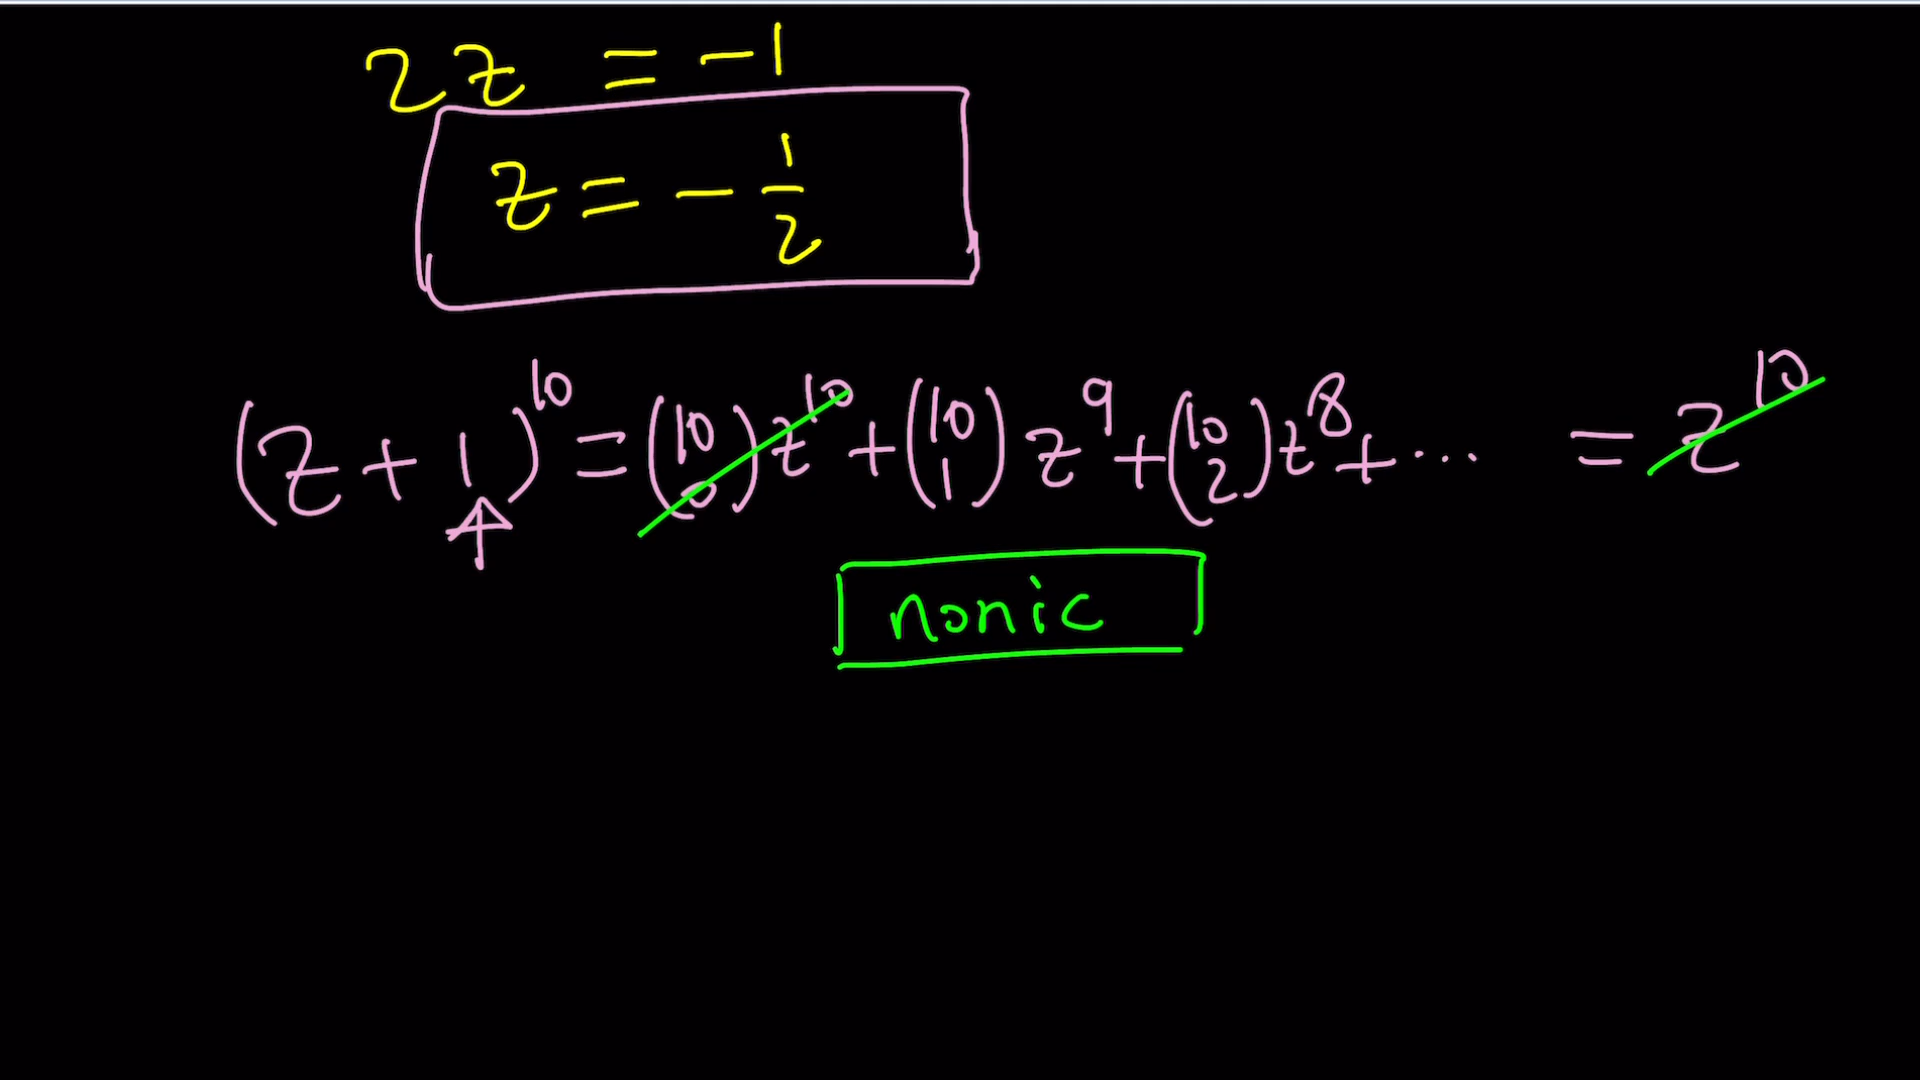 2z = -1
z = - 1/2
(z + 1)^10 = (10 0) z^10 + (10 1) z^9 + (10 2) z^8 + ... = z^10
nonic